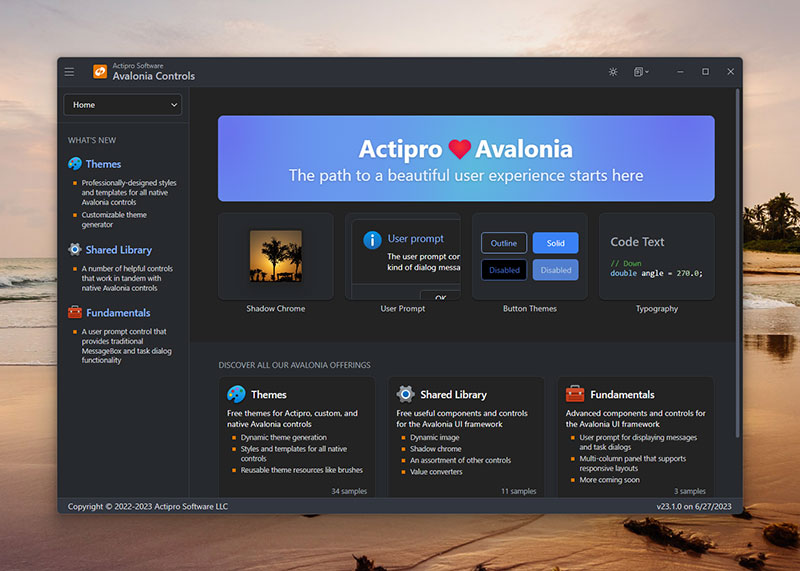 Actipro Software
Avalonia Controls
Home
WHAT'S NEW
Themes
Professionally-designed styles
and templates for all native
Avalonia controls
Customizable theme
generator
Shared Library
A number of helpful controls
that work in tandem with
native Avalonia controls
Fundamentals
A user prompt control that
provides traditional
MessageBox and task dialog
functionality
Actipro ❤ Avalonia
The path to a beautiful user experience starts here
Shadow Chrome
User prompt
The user prompt cor
kind of dialog messa
OK
User Prompt
Outline
Solid
Disabled
Disabled
Button Themes
Code Text
// Down
double angle = 270.0;
Typography
DISCOVER ALL OUR AVALONIA OFFERINGS
Themes
Free themes for Actipro, custom, and
native Avalonia controls
Dynamic theme generation
Styles and templates for all native
controls
Reusable theme resources like brushes
34 samples
Shared Library
Free useful components and controls
for the Avalonia UI framework
Dynamic image
Shadow chrome
An assortment of other controls
Value converters
11 samples
Fundamentals
Advanced components and controls for
the Avalonia UI framework
User prompt for displaying messages
and task dialogs
Multi-column panel that supports
responsive layouts
More coming soon
3 samples
Copyright © 2022-2023 Actipro Software LLC
v23.1.0 on 6/27/2023